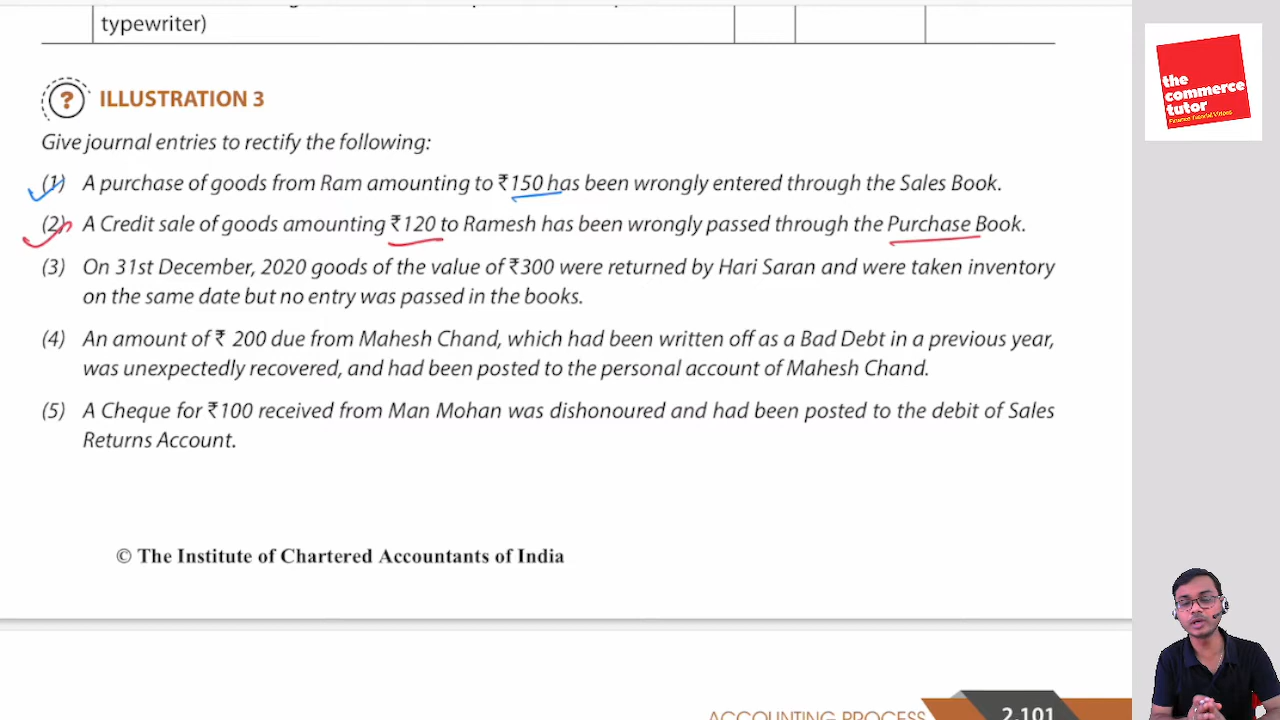 typewriter)
?
ILLUSTRATION 3
Give journal entries to rectify the following:
(1) A purchase of goods from Ram amounting to ₹150 has been wrongly entered through the Sales Book.
(2) A Credit sale of goods amounting ₹120 to Ramesh has been wrongly passed through the Purchase Book.
(3) On 31st December, 2020 goods of the value of ₹300 were returned by Hari Saran and were taken inventory
on the same date but no entry was passed in the books.
(4) An amount of ₹ 200 due from Mahesh Chand, which had been written off as a Bad Debt in a previous year,
was unexpectedly recovered, and had been posted to the personal account of Mahesh Chand.
(5) A Cheque for ₹100 received from Man Mohan was dishonoured and had been posted to the debit of Sales
Returns Account.
© The Institute of Chartered Accountants of India
ACCOUNTING PROCESS
2.101
the
commerce
tutor